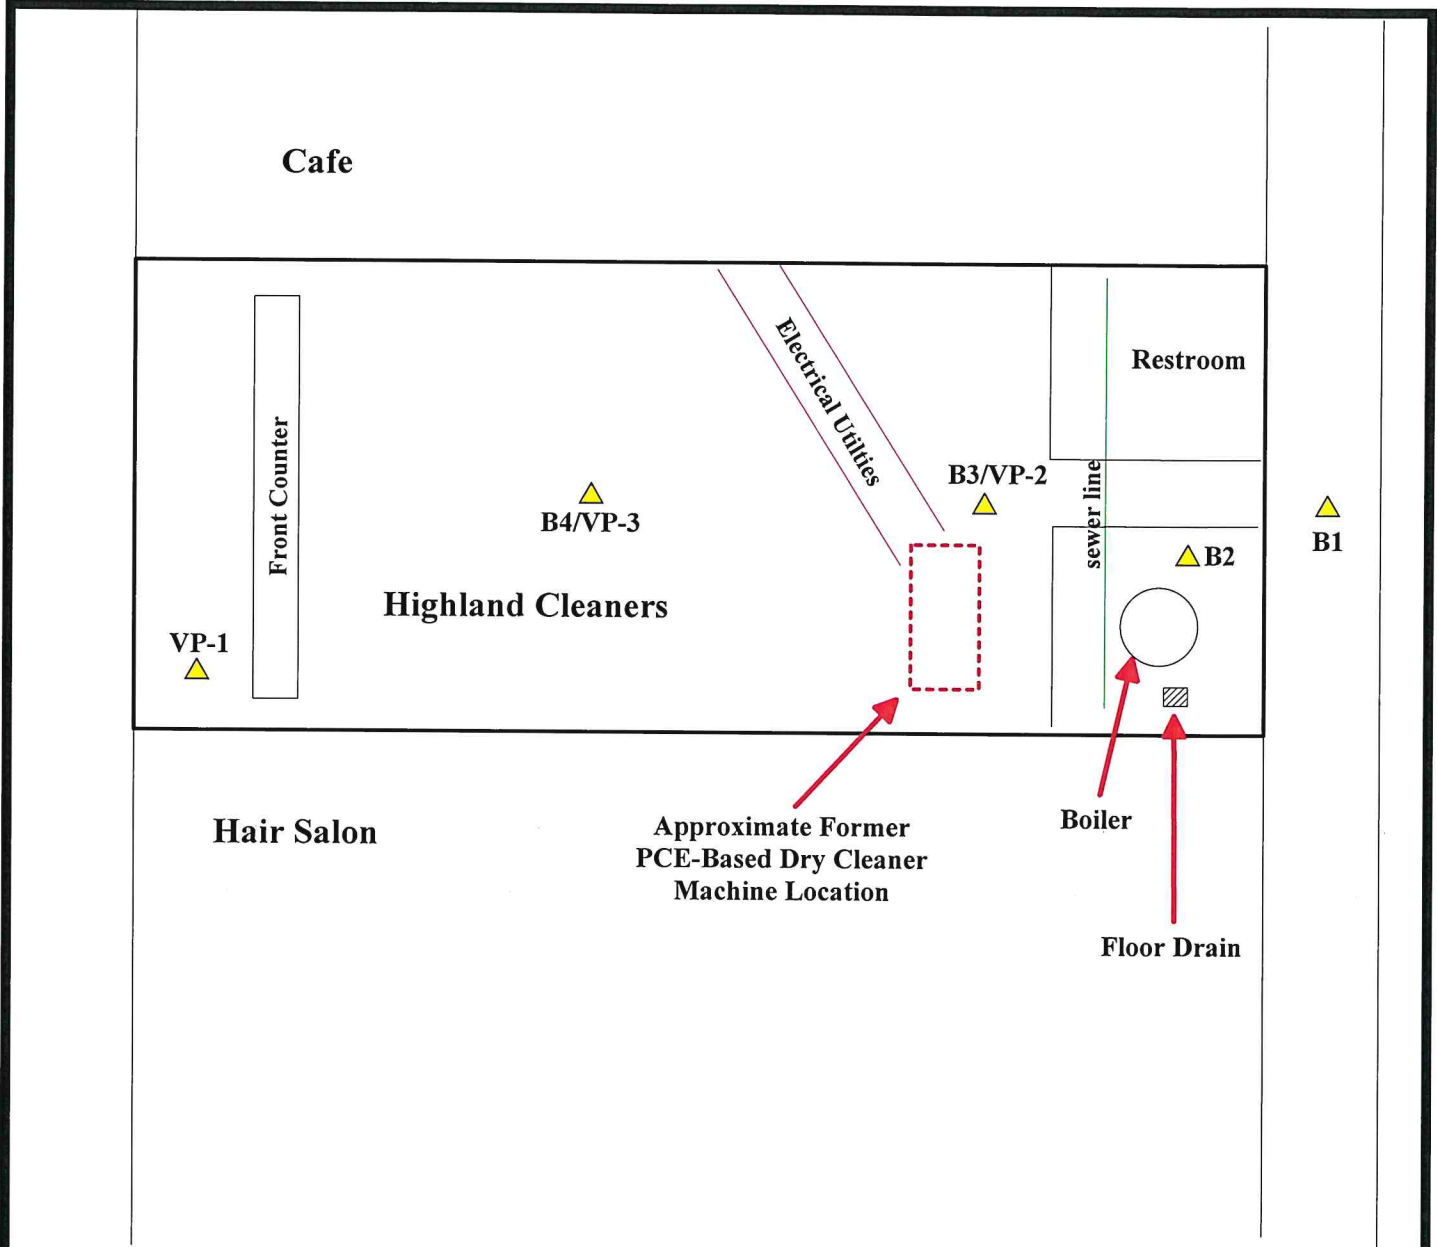 Cafe
Restroom
Electrical Utilties
Front Counter
B3/VP-2
sewer line
B4/VP-3
B1
B2
Highland Cleaners
VP-1
Hair Salon
Approximate Former
PCE-Based Dry Cleaner
Machine Location
Boiler
Floor Drain